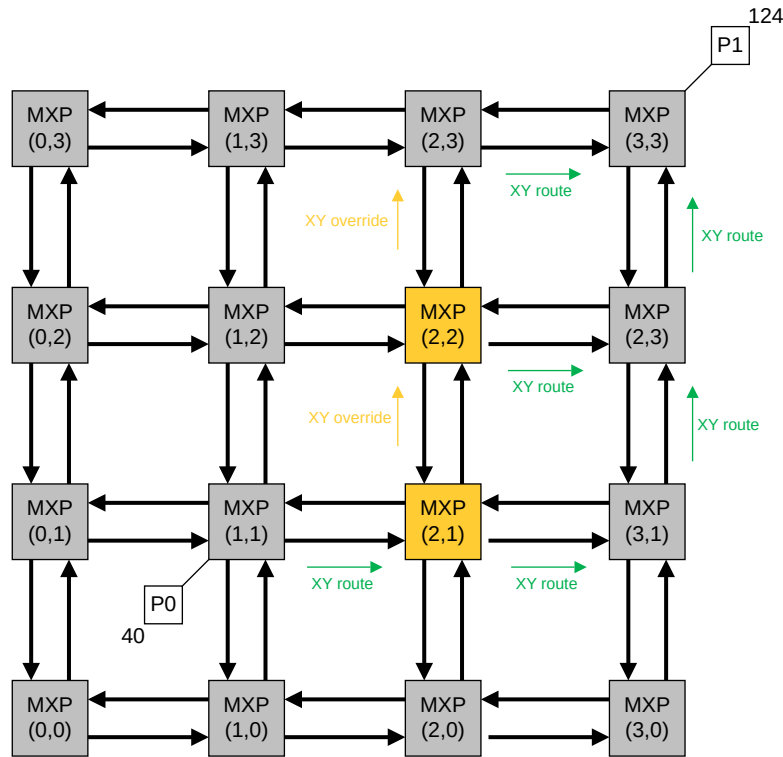 124
P1
MXP
(0,3)
MXP
(1,3)
MXP
(2,3)
MXP
(3,3)
XY route
XY override
XY route
MXP
(0,2)
MXP
(1,2)
MXP
(2,2)
MXP
(2,3)
XY route
XY override
XY route
MXP
(0,1)
MXP
(1,1)
MXP
(2,1)
MXP
(3,1)
XY route
XY route
P0
40
MXP
(0,0)
MXP
(1,0)
MXP
(2,0)
MXP
(3,0)